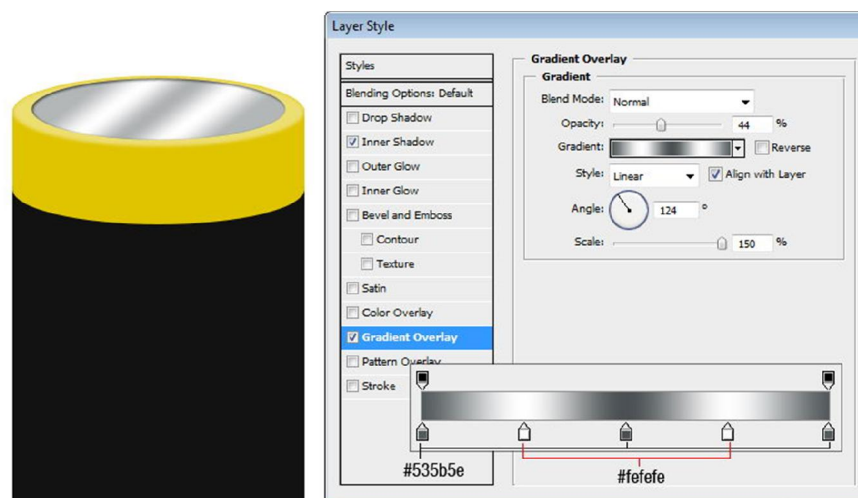 Layer Style
Styles
Blending Options: Default
Drop Shadow
Inner Shadow
Outer Glow
Inner Glow
Bevel and Emboss
Contour
Texture
Satin
Color Overlay
Gradient Overlay
Pattern Overlay
Stroke
Gradient Overlay
Gradient
Blend Mode: Normal
Opacity: 44 %
Gradient: Reverse
Style: Linear Align with Layer
Angle: 124 °
Scale: 150 %
#535b5e
#fefefe